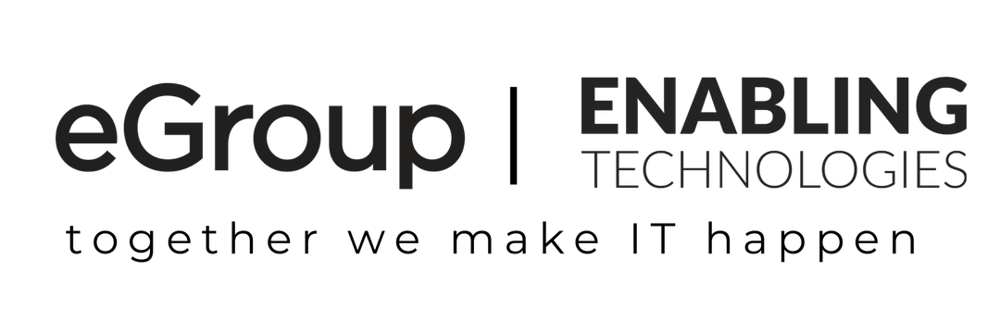 eGroup | ENABLING
TECHNOLOGIES
together we make IT happen